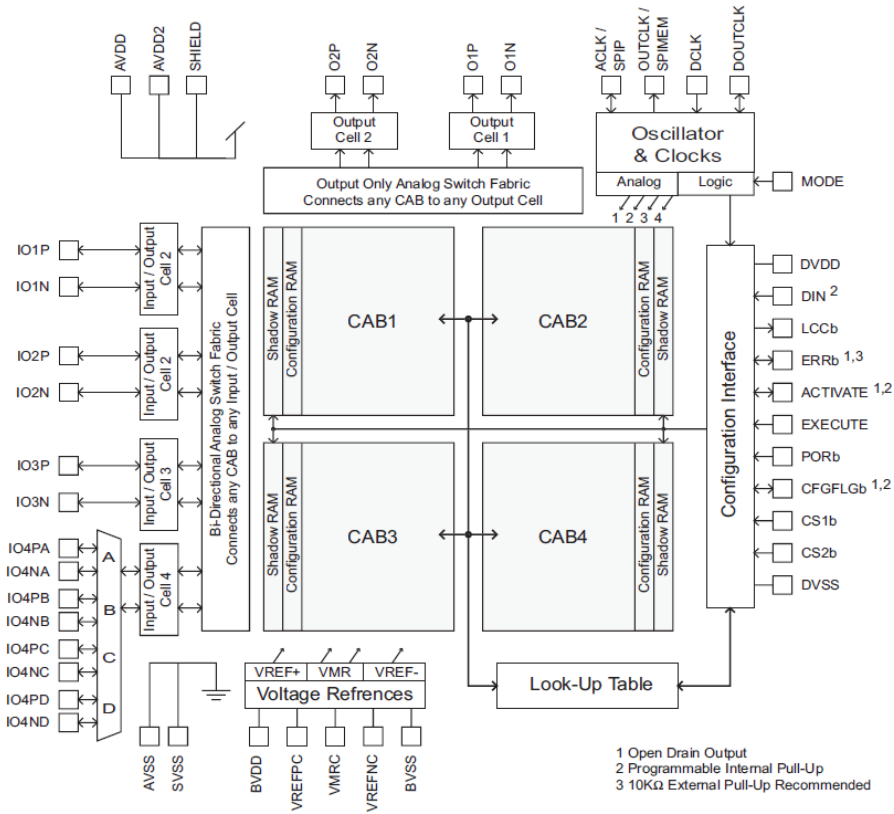 AVDD
AVDD2
SHIELD
O2P
O2N
O1P
O1N
ACLK /
SPIP
OUTCLK /
SPIMEM
DCLK
DOUTCLK
Output
Cell 2
Output
Cell 1
Oscillator
& Clocks
Analog
Logic
MODE
1 2 3 4
Output Only Analog Switch Fabric
Connects any CAB to any Output Cell
IO1P
IO1N
Input / Output
Cell 2
IO2P
IO2N
Input / Output
Cell 2
IO3P
IO3N
Input / Output
Cell 3
IO4PA
IO4NA
IO4PB
IO4NB
IO4PC
IO4NC
IO4PD
IO4ND
A
B
C
D
Input / Output
Cell 4
Bi-Directional Analog Switch Fabric
Connects any CAB to any Input / Output Cell
Shadow RAM
Configuration RAM
CAB1
CAB2
Configuration RAM
Shadow RAM
Shadow RAM
Configuration RAM
CAB3
CAB4
Configuration RAM
Shadow RAM
Configuration Interface
DVDD
DIN 2
LCCb
ERRb 1,3
ACTIVATE 1,2
EXECUTE
PORb
CFGFLGb 1,2
CS1b
CS2b
DVSS
VREF+
VMR
VREF-
Voltage Refrences
Look-Up Table
AVSS
SVSS
BVDD
VREFPC
VMRC
VREFNC
BVSS
1 Open Drain Output
2 Programmable Internal Pull-Up
3 10KΩ External Pull-Up Recommended